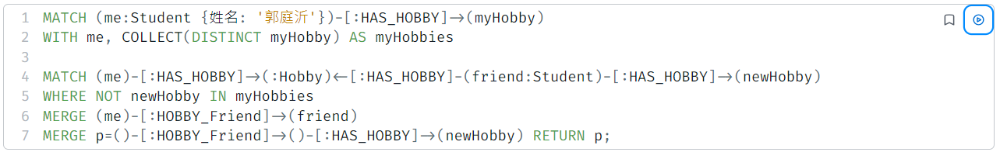 1 MATCH (me:Student {姓名: '郭庭沂'})-[:HAS_HOBBY]->(myHobby)
2 WITH me, COLLECT(DISTINCT myHobby) AS myHobbies
3
4 MATCH (me)-[:HAS_HOBBY]->(:Hobby)<-[:HAS_HOBBY]-(friend:Student)-[:HAS_HOBBY]->(newHobby)
5 WHERE NOT newHobby IN myHobbies
6 MERGE (me)-[:HOBBY_Friend]->(friend)
7 MERGE p=()-[:HOBBY_Friend]->()-[:HAS_HOBBY]->(newHobby) RETURN p;